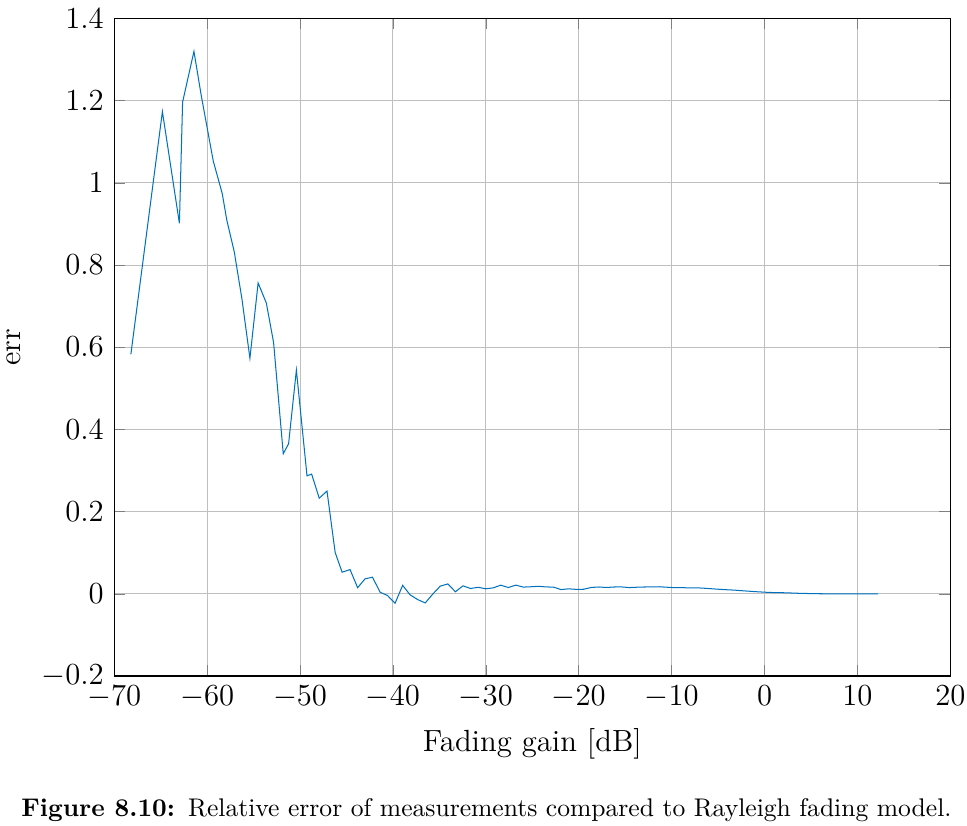 1.4
1.2
1
0.8
0.6
0.4
0.2
0
−0.2
err
−70 −60 −50 −40 −30 −20 −10 0 10 20
Fading gain [dB]
Figure 8.10: Relative error of measurements compared to Rayleigh fading model.